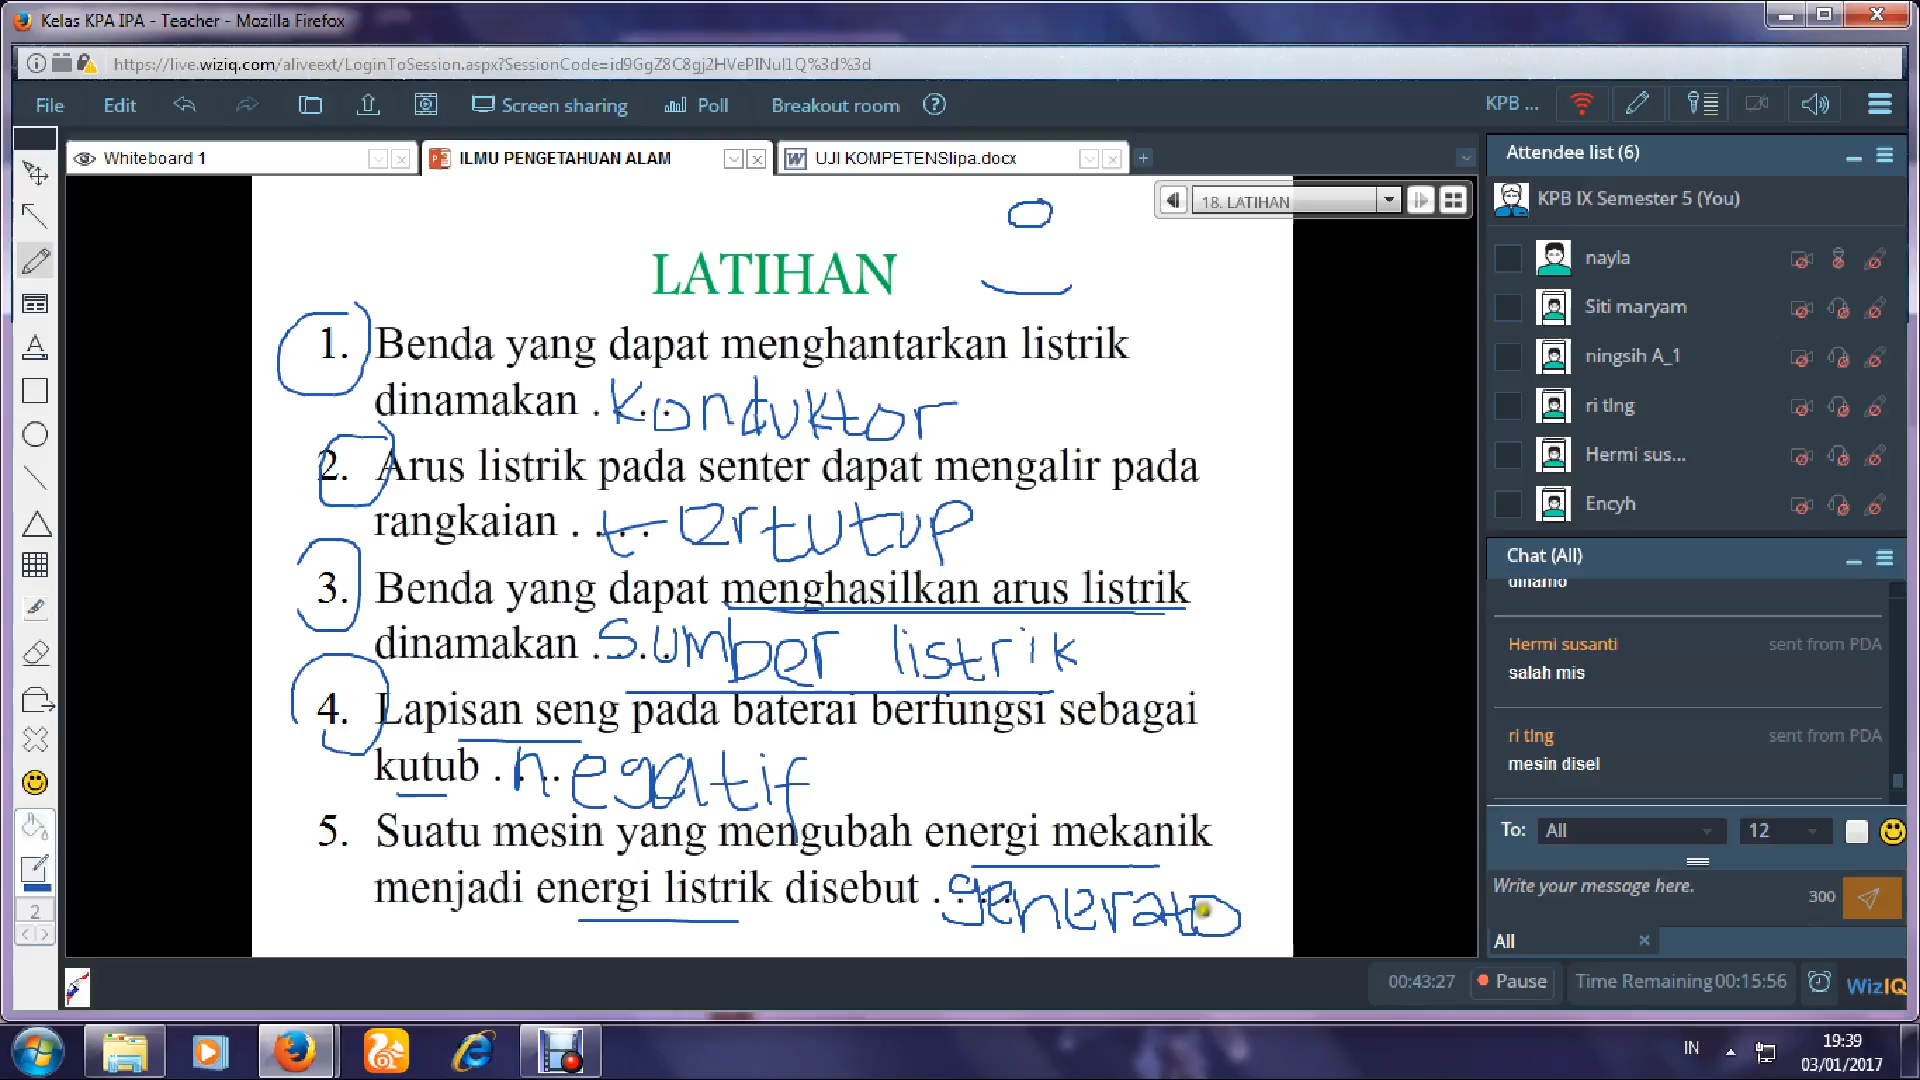 Kelas KPA IPA - Teacher - Mozilla Firefox
https://live.wiziq.com/aliveext/LoginToSession.aspx?SessionCode=id9GgZ8C8gj2HVePINul1Q%3d%3d
File Edit Screen sharing Poll Breakout room KPB ...
Whiteboard 1 ILMU PENGETAHUAN ALAM UJI KOMPETENSIipa.docx
18. LATIHAN
LATIHAN
1. Benda yang dapat menghantarkan listrik
dinamakan .... konduktor
2. Arus listrik pada senter dapat mengalir pada
rangkaian .... tertutup
3. Benda yang dapat menghasilkan arus listrik
dinamakan .... sumber listrik
4. Lapisan seng pada baterai berfungsi sebagai
kutub .... negatif
5. Suatu mesin yang mengubah energi mekanik
menjadi energi listrik disebut .... generato
2
Attendee list (6)
KPB IX Semester 5 (You)
nayla
Siti maryam
ningsih A_1
ri tIng
Hermi sus...
Encyh
Chat (All)
dinamo
Hermi susanti sent from PDA
salah mis
ri tIng sent from PDA
mesin disel
To: All 12
Write your message here. 300
All
00:43:27 Pause Time Remaining 00:15:56 WizIQ
IN 19:39
03/01/2017